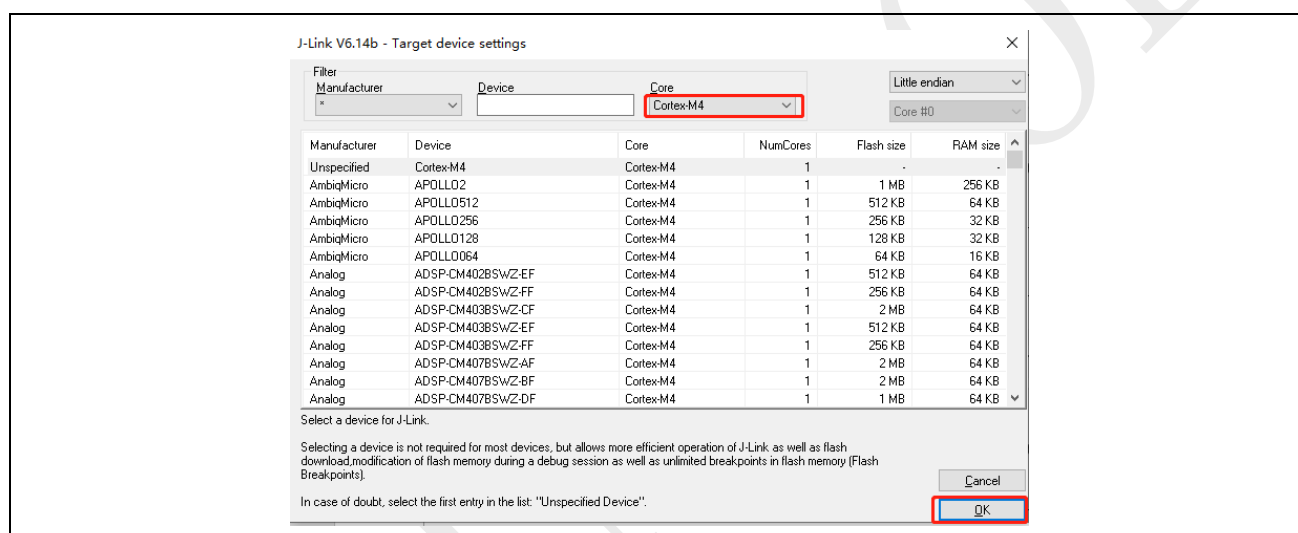 J-Link V6.14b - Target device settings
Filter
Manufacturer Device Core Little endian
* Cortex-M4 Core #0
Manufacturer Device Core NumCores Flash size RAM size
Unspecified Cortex-M4 Cortex-M4 1 - -
AmbiqMicro APOLLO2 Cortex-M4 1 1 MB 256 KB
AmbiqMicro APOLLO512 Cortex-M4 1 512 KB 64 KB
AmbiqMicro APOLLO256 Cortex-M4 1 256 KB 32 KB
AmbiqMicro APOLLO128 Cortex-M4 1 128 KB 32 KB
AmbiqMicro APOLLO064 Cortex-M4 1 64 KB 16 KB
Analog ADSP-CM402BSWZ-EF Cortex-M4 1 512 KB 64 KB
Analog ADSP-CM402BSWZ-FF Cortex-M4 1 256 KB 64 KB
Analog ADSP-CM403BSWZ-CF Cortex-M4 1 2 MB 64 KB
Analog ADSP-CM403BSWZ-EF Cortex-M4 1 512 KB 64 KB
Analog ADSP-CM403BSWZ-FF Cortex-M4 1 256 KB 64 KB
Analog ADSP-CM407BSWZ-AF Cortex-M4 1 2 MB 64 KB
Analog ADSP-CM407BSWZ-BF Cortex-M4 1 2 MB 64 KB
Analog ADSP-CM407BSWZ-DF Cortex-M4 1 1 MB 64 KB
Select a device for J-Link.
Selecting a device is not required for most devices, but allows more efficient operation of J-Link as well as flash
download,modification of flash memory during a debug session as well as unlimited breakpoints in flash memory (Flash
Breakpoints).
Cancel
In case of doubt, select the first entry in the list: "Unspecified Device".
OK